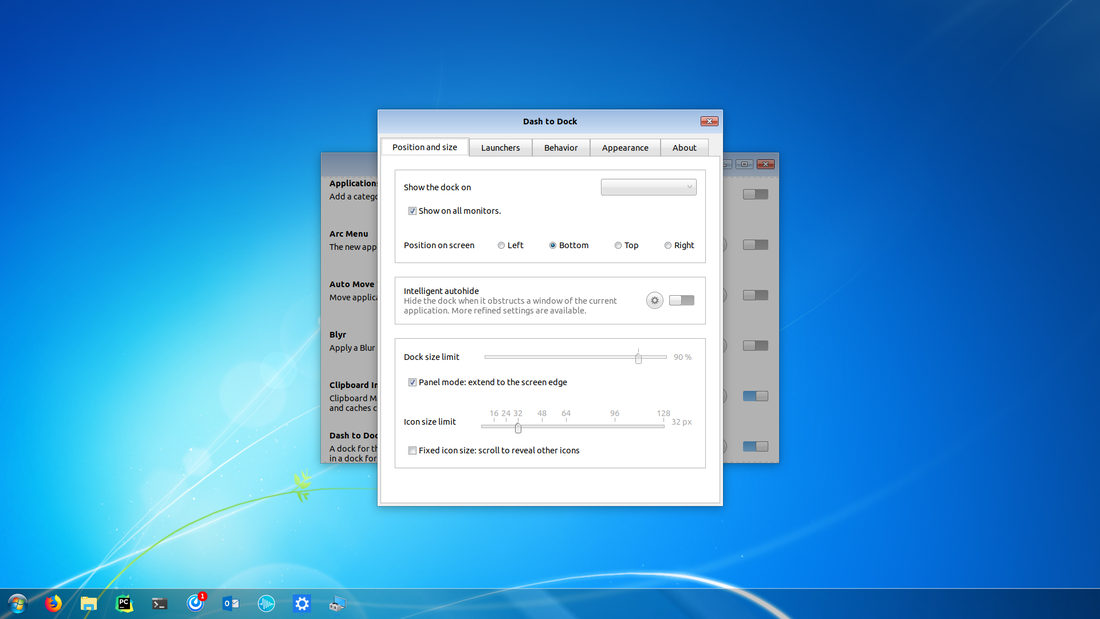 Dash to Dock
Position and size
Launchers
Behavior
Appearance
About
Show the dock on
Show on all monitors.
Position on screen
Left
Bottom
Top
Right
Intelligent autohide
Hide the dock when it obstructs a window of the current
application. More refined settings are available.
Dock size limit
90 %
Panel mode: extend to the screen edge
16 24 32 48 64 96 128
Icon size limit
32 px
Fixed icon size: scroll to reveal other icons
Applications
Add a catego
Arc Menu
The new app
Auto Move
Move applica
Blyr
Apply a Blur
Clipboard In
Clipboard M
and caches c
Dash to Doc
A dock for th
in a dock for
PC
1